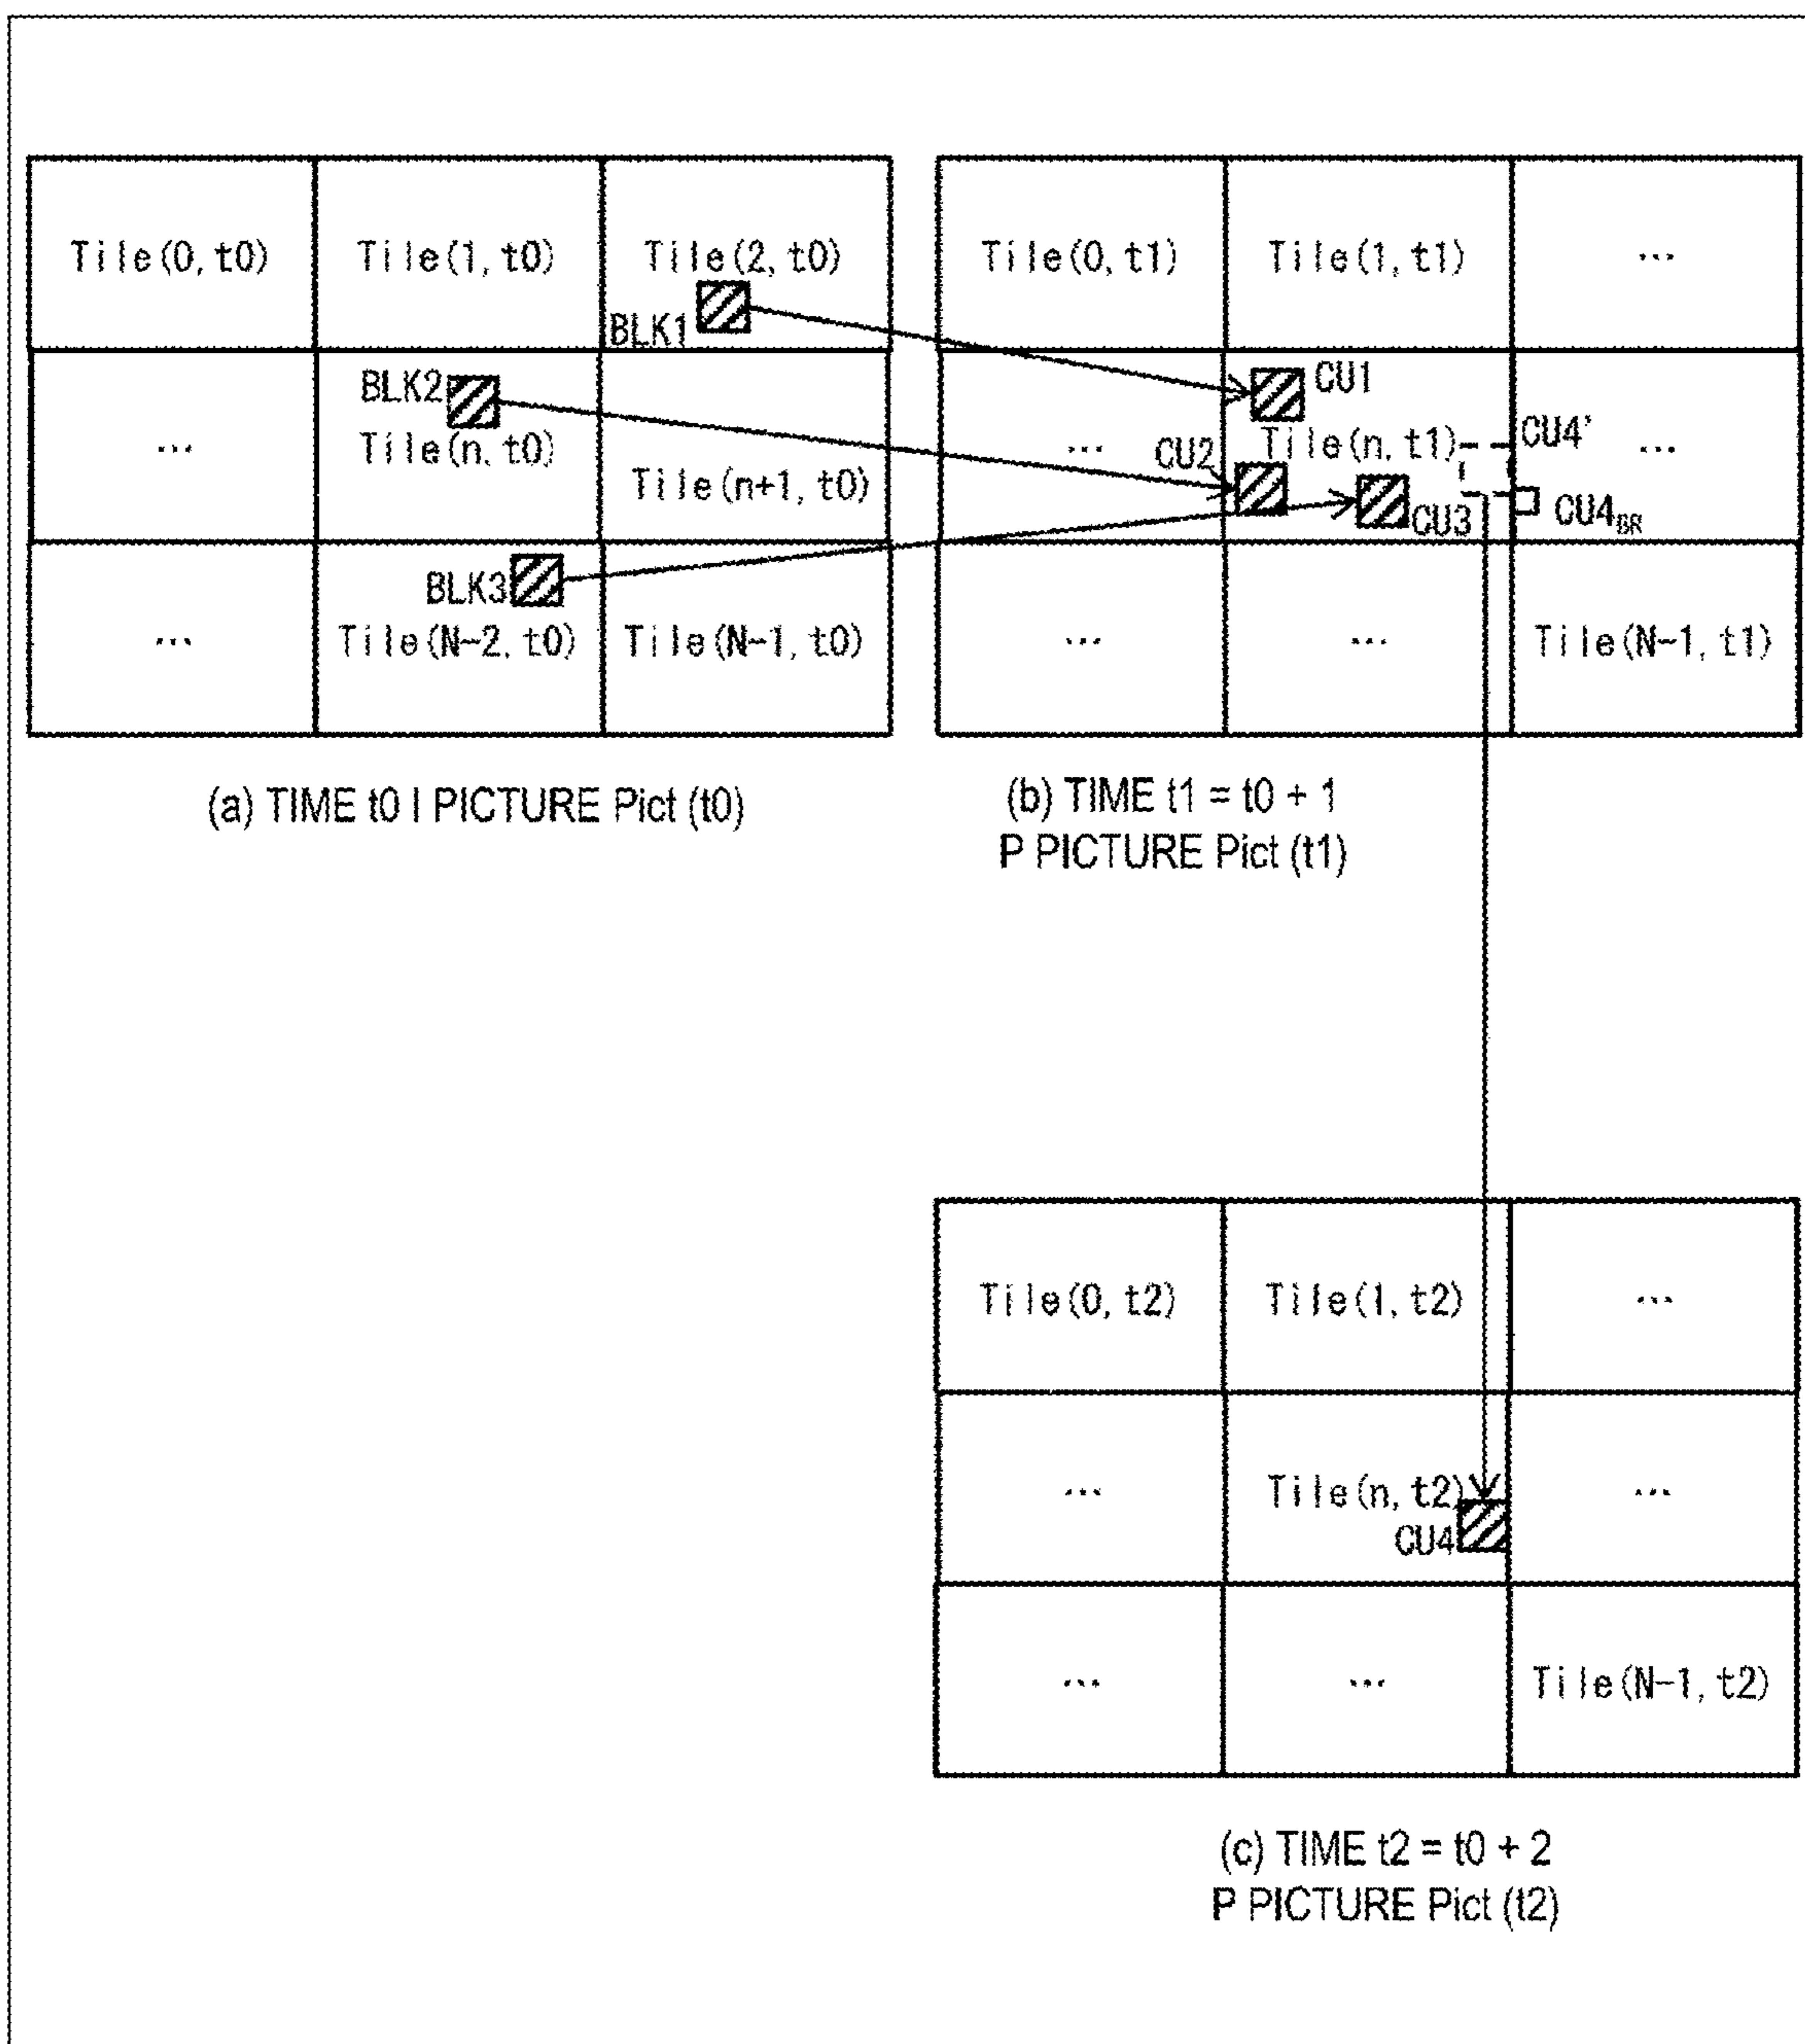 Tile(0, t0) Tile(1, t0) Tile(2, t0)
BLK1
BLK2
... Tile(n, t0) Tile(n+1, t0)
BLK3
... Tile(N-2, t0) Tile(N-1, t0)
(a) TIME t0 I PICTURE Pict (t0)
Tile(0, t1) Tile(1, t1) ...
CU1
... Tile(n, t1) CU4' ...
CU2
CU3 CU4BR
... ... Tile(N-1, t1)
(b) TIME t1 = t0 + 1
P PICTURE Pict (t1)
Tile(0, t2) Tile(1, t2) ...
... Tile(n, t2) ...
CU4
... ... Tile(N-1, t2)
(c) TIME t2 = t0 + 2
P PICTURE Pict (t2)